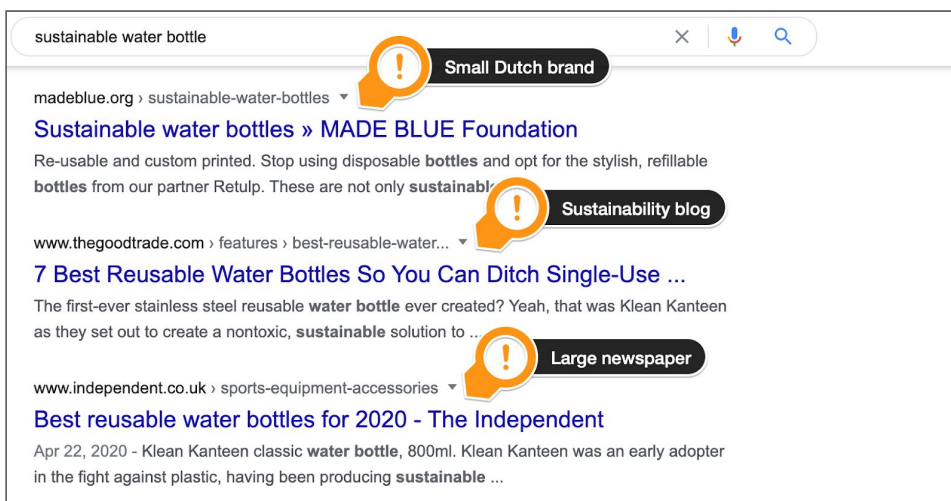 sustainable water bottle
Small Dutch brand
madeblue.org › sustainable-water-bottles
Sustainable water bottles » MADE BLUE Foundation
Re-usable and custom printed. Stop using disposable bottles and opt for the stylish, refillable
bottles from our partner Retulp. These are not only
Sustainability blog
www.thegoodtrade.com › features › best-reusable-water...
7 Best Reusable Water Bottles So You Can Ditch Single-Use ...
The first-ever stainless steel reusable water bottle ever created? Yeah, that was Klean Kanteen
as they set out to create a nontoxic, sustainable solution to ...
Large newspaper
www.independent.co.uk › sports-equipment-accessories
Best reusable water bottles for 2020 - The Independent
Apr 22, 2020 - Klean Kanteen classic water bottle, 800ml. Klean Kanteen was an early adopter
in the fight against plastic, having been producing sustainable ...